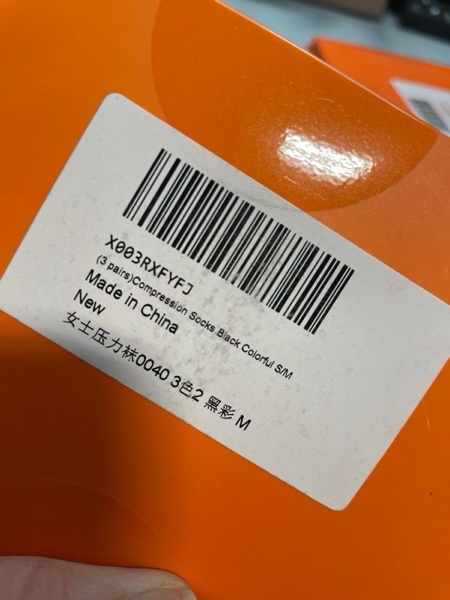 X003RXFYFJ
(3 pairs)Compression Socks Black Colorful S/M
Made in China
New
女士压力袜0040 3色2 黑彩 M